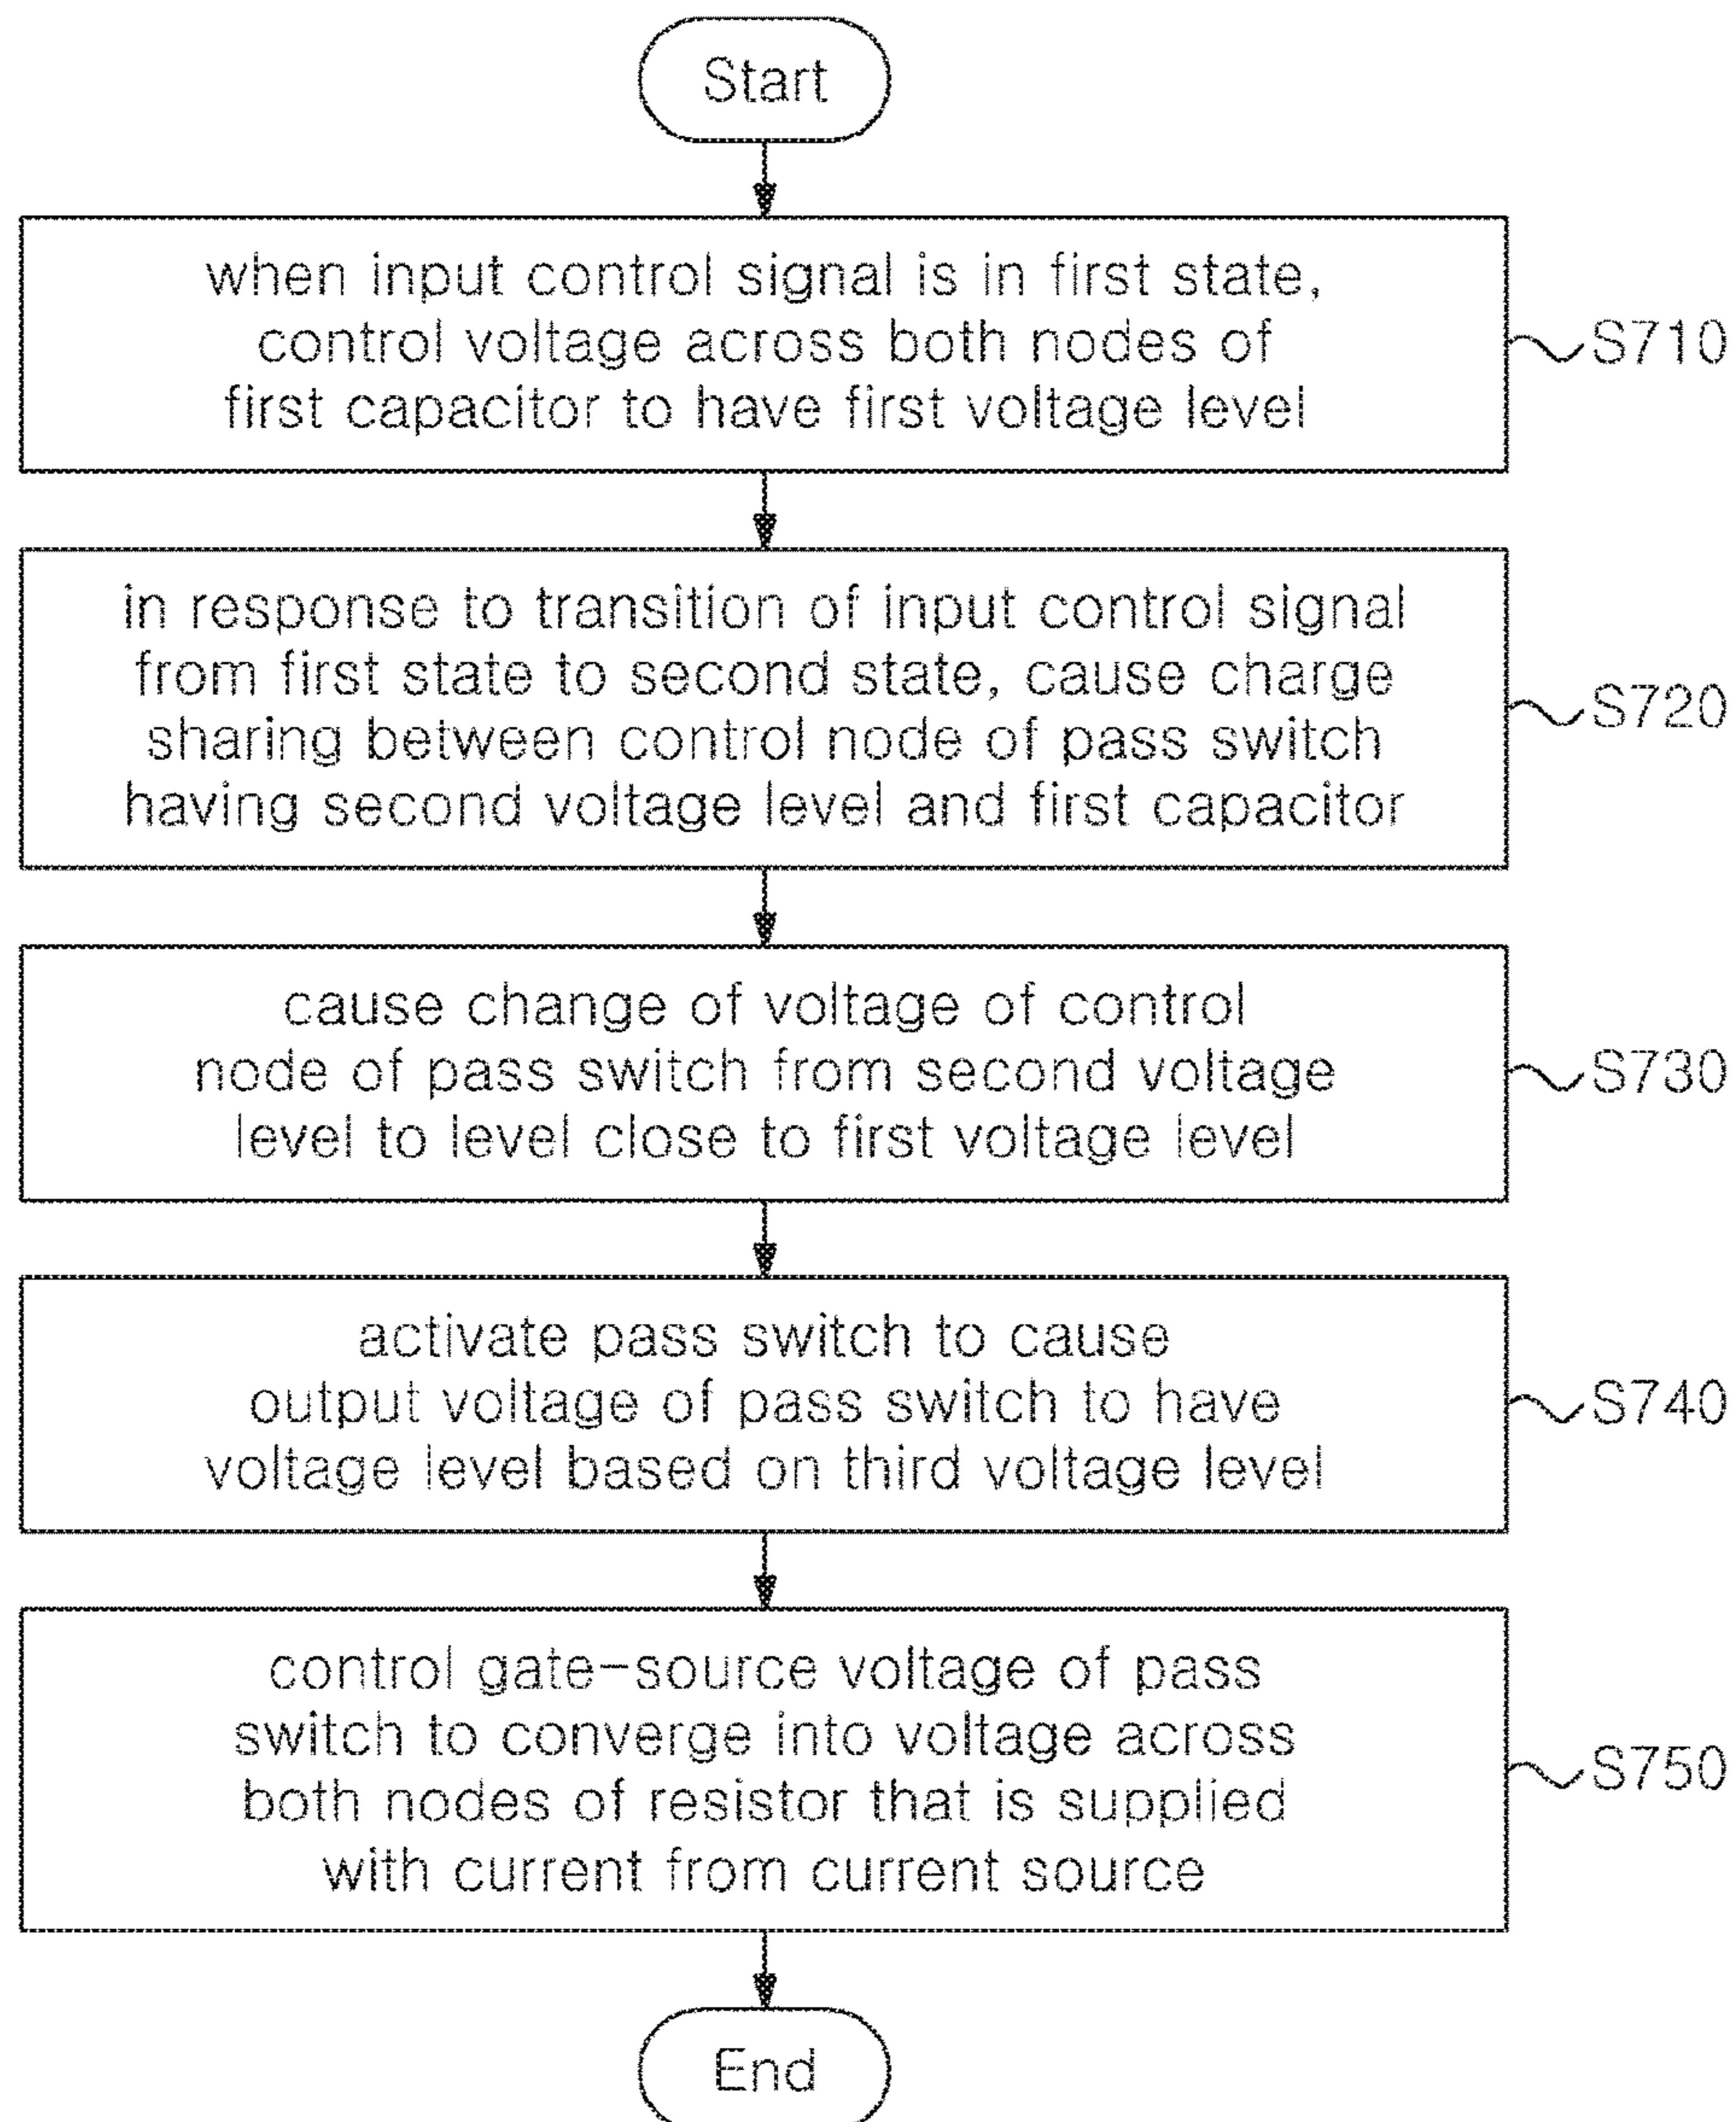 Start
when input control signal is in first state,
control voltage across both nodes of
first capacitor to have first voltage level
S710
in response to transition of input control signal
from first state to second state, cause charge
sharing between control node of pass switch
having second voltage level and first capacitor
S720
cause change of voltage of control
node of pass switch from second voltage
level to level close to first voltage level
S730
activate pass switch to cause
output voltage of pass switch to have
voltage level based on third voltage level
S740
control gate-source voltage of pass
switch to converge into voltage across
both nodes of resistor that is supplied
with current from current source
S750
End